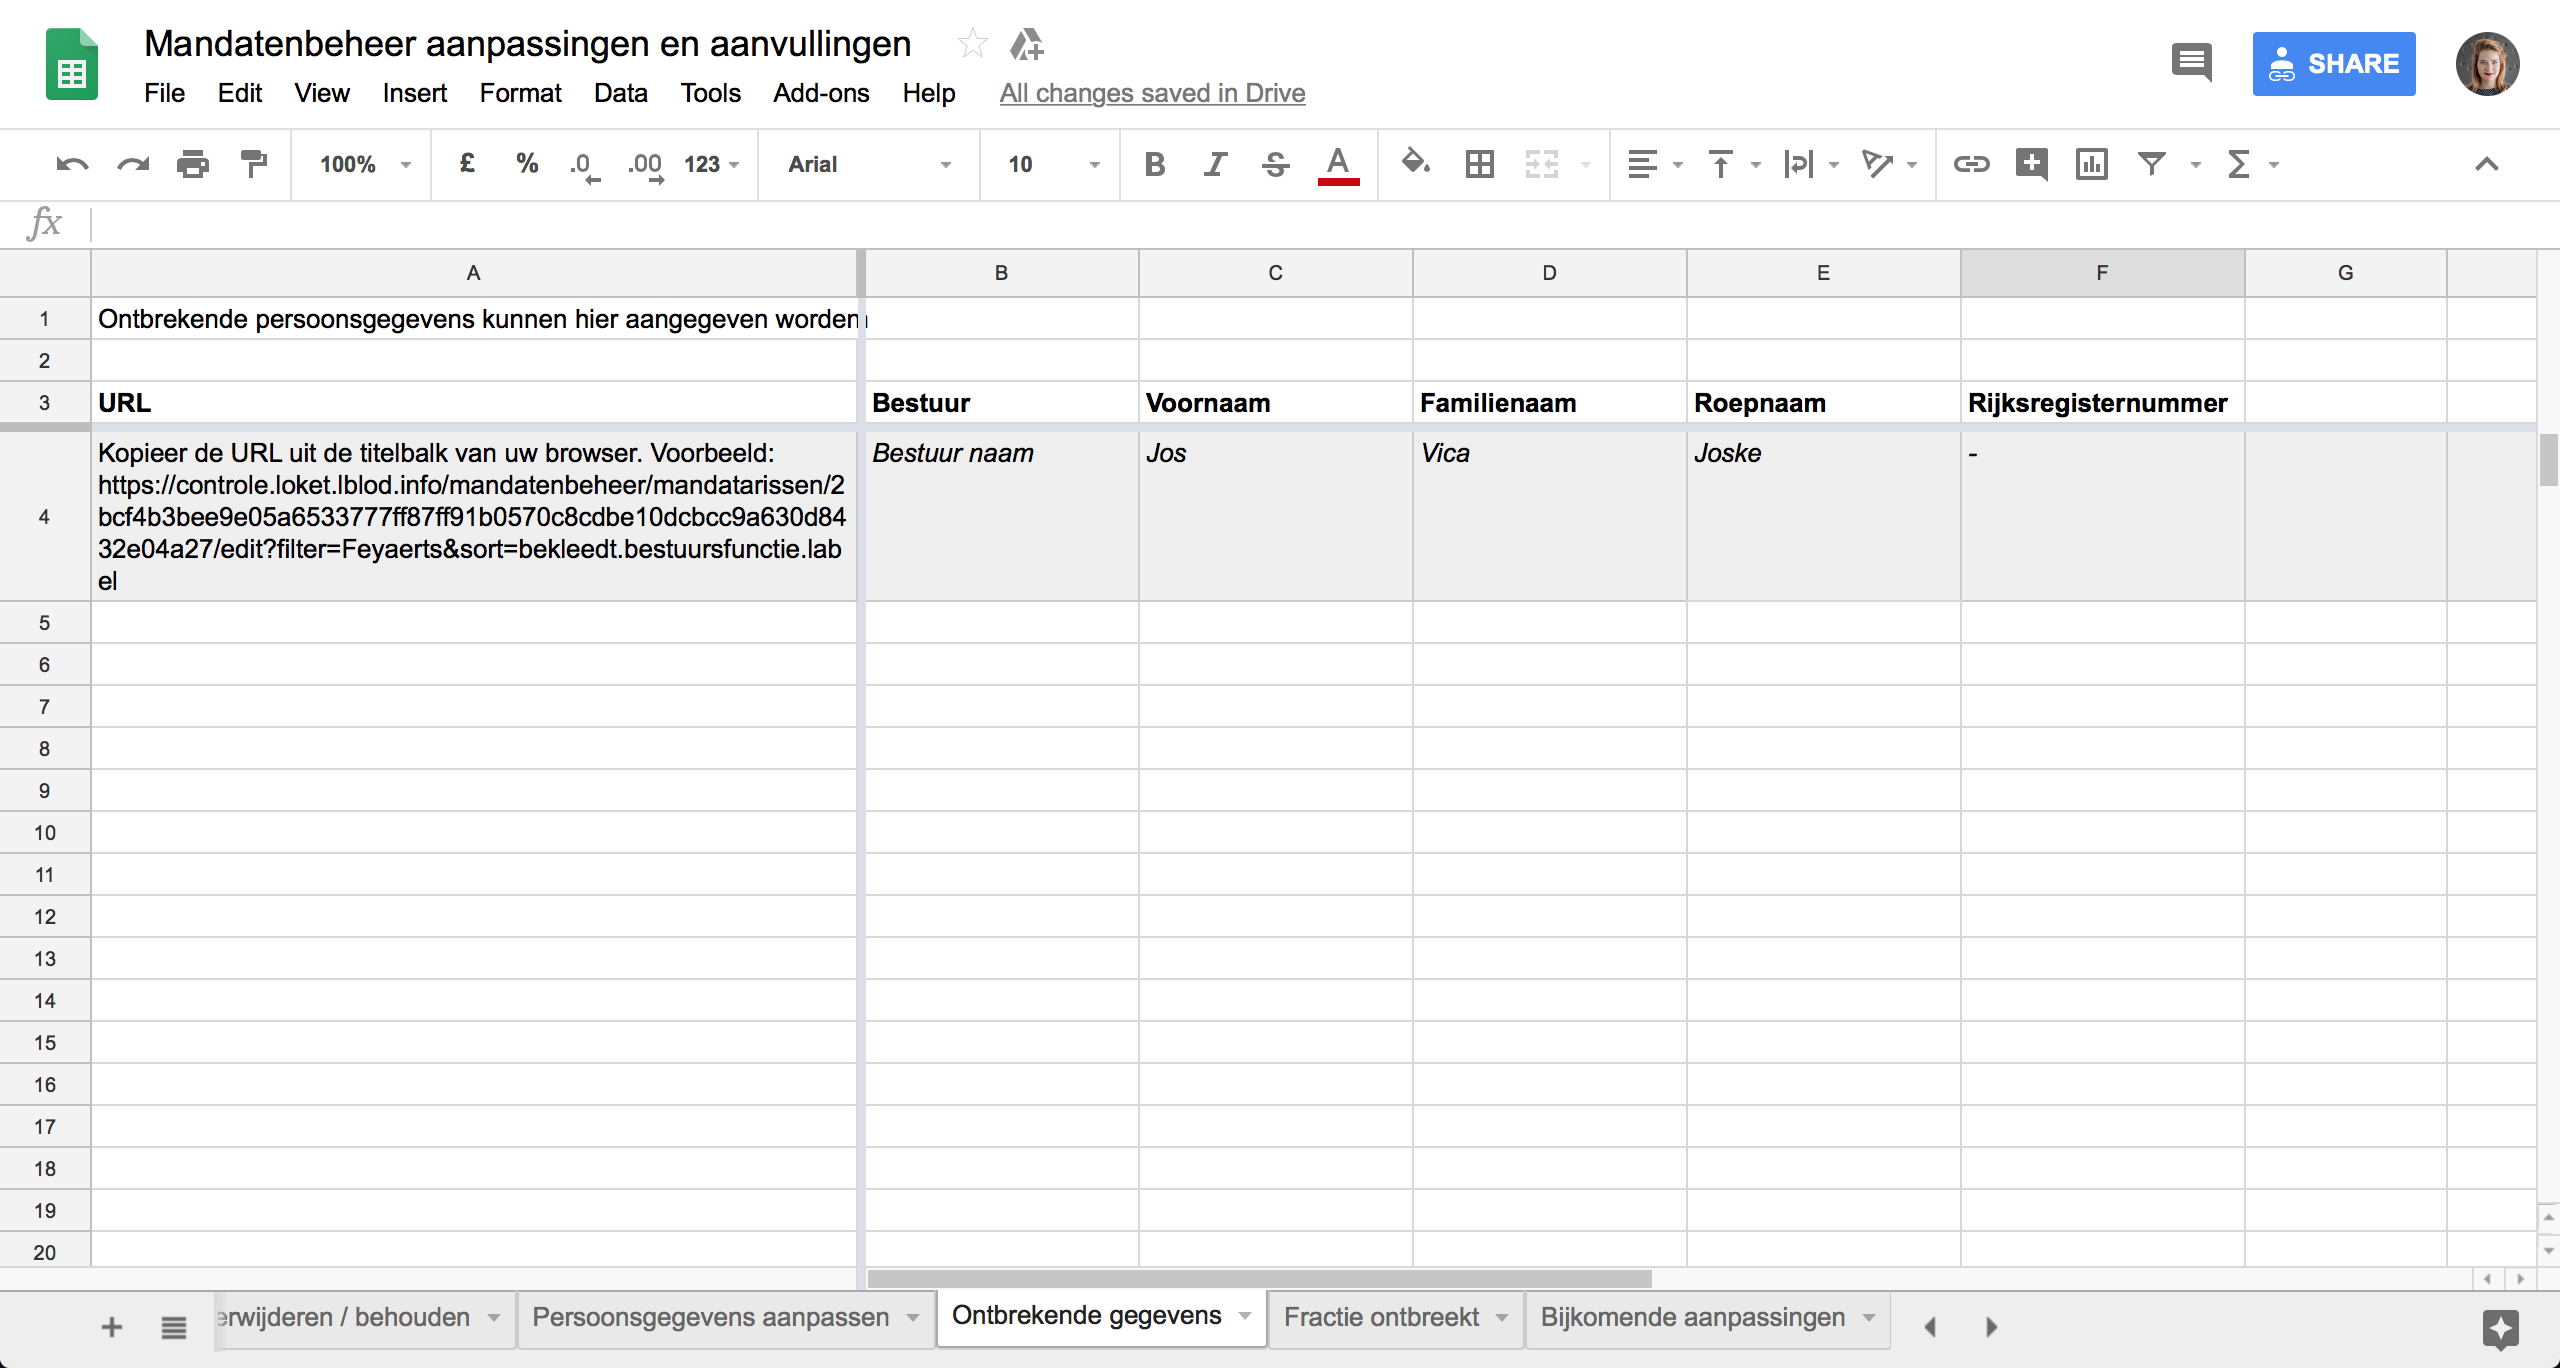 Mandatenbeheer aanpassingen en aanvullingen
File Edit View Insert Format Data Tools Add-ons Help All changes saved in Drive
SHARE
100% £ % .0 .00 123 Arial 10 B I S A
fx
A B C D E F G
1 Ontbrekende persoonsgegevens kunnen hier aangegeven worden
2
3 URL Bestuur Voornaam Familienaam Roepnaam Rijksregisternummer
4 Kopieer de URL uit de titelbalk van uw browser. Voorbeeld: Bestuur naam Jos Vica Joske -
https://controle.loket.lblod.info/mandatenbeheer/mandatarissen/2
bcf4b3bee9e05a6533777ff87ff91b0570c8cdbe10dcbcc9a630d84
32e04a27/edit?filter=Feyaerts&sort=bekleedt.bestuursfunctie.lab
el
5
6
7
8
9
10
11
12
13
14
15
16
17
18
19
20
erwijderen / behouden Persoonsgegevens aanpassen Ontbrekende gegevens Fractie ontbreekt Bijkomende aanpassingen